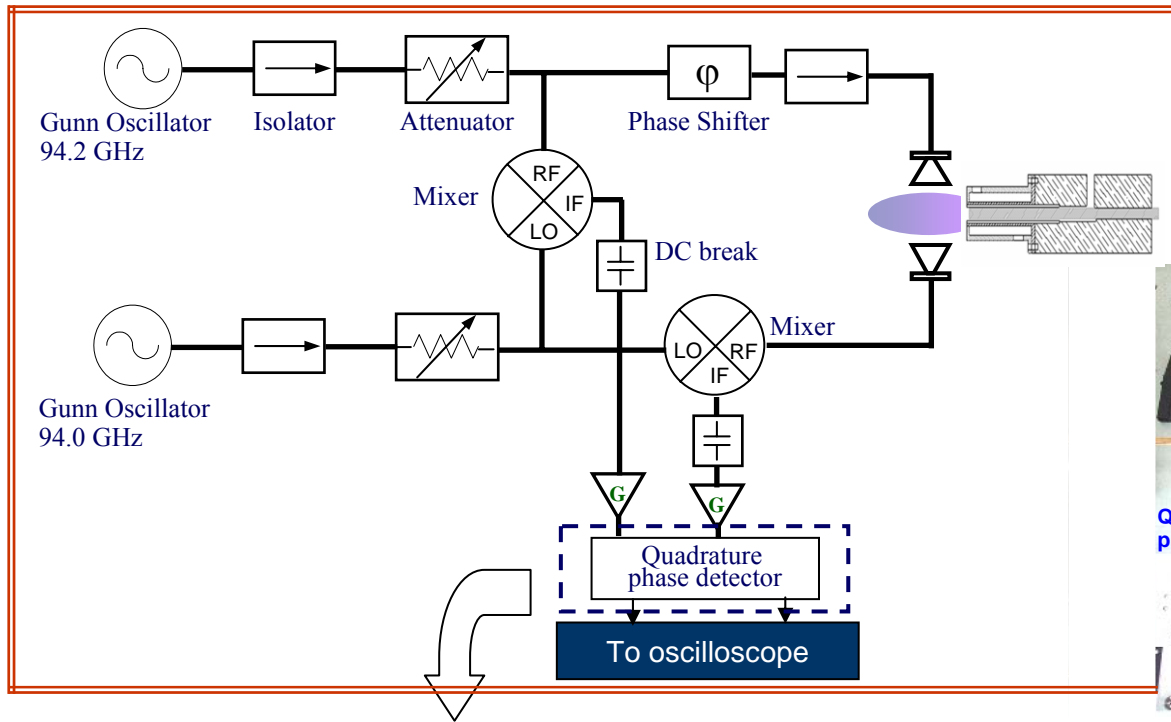 φ
Gunn Oscillator
94.2 GHz
Isolator
Attenuator
Phase Shifter
Mixer
RF
IF
LO
DC break
Mixer
LO
RF
IF
Gunn Oscillator
94.0 GHz
G
G
Quadrature
phase detector
To oscilloscope
Q
p